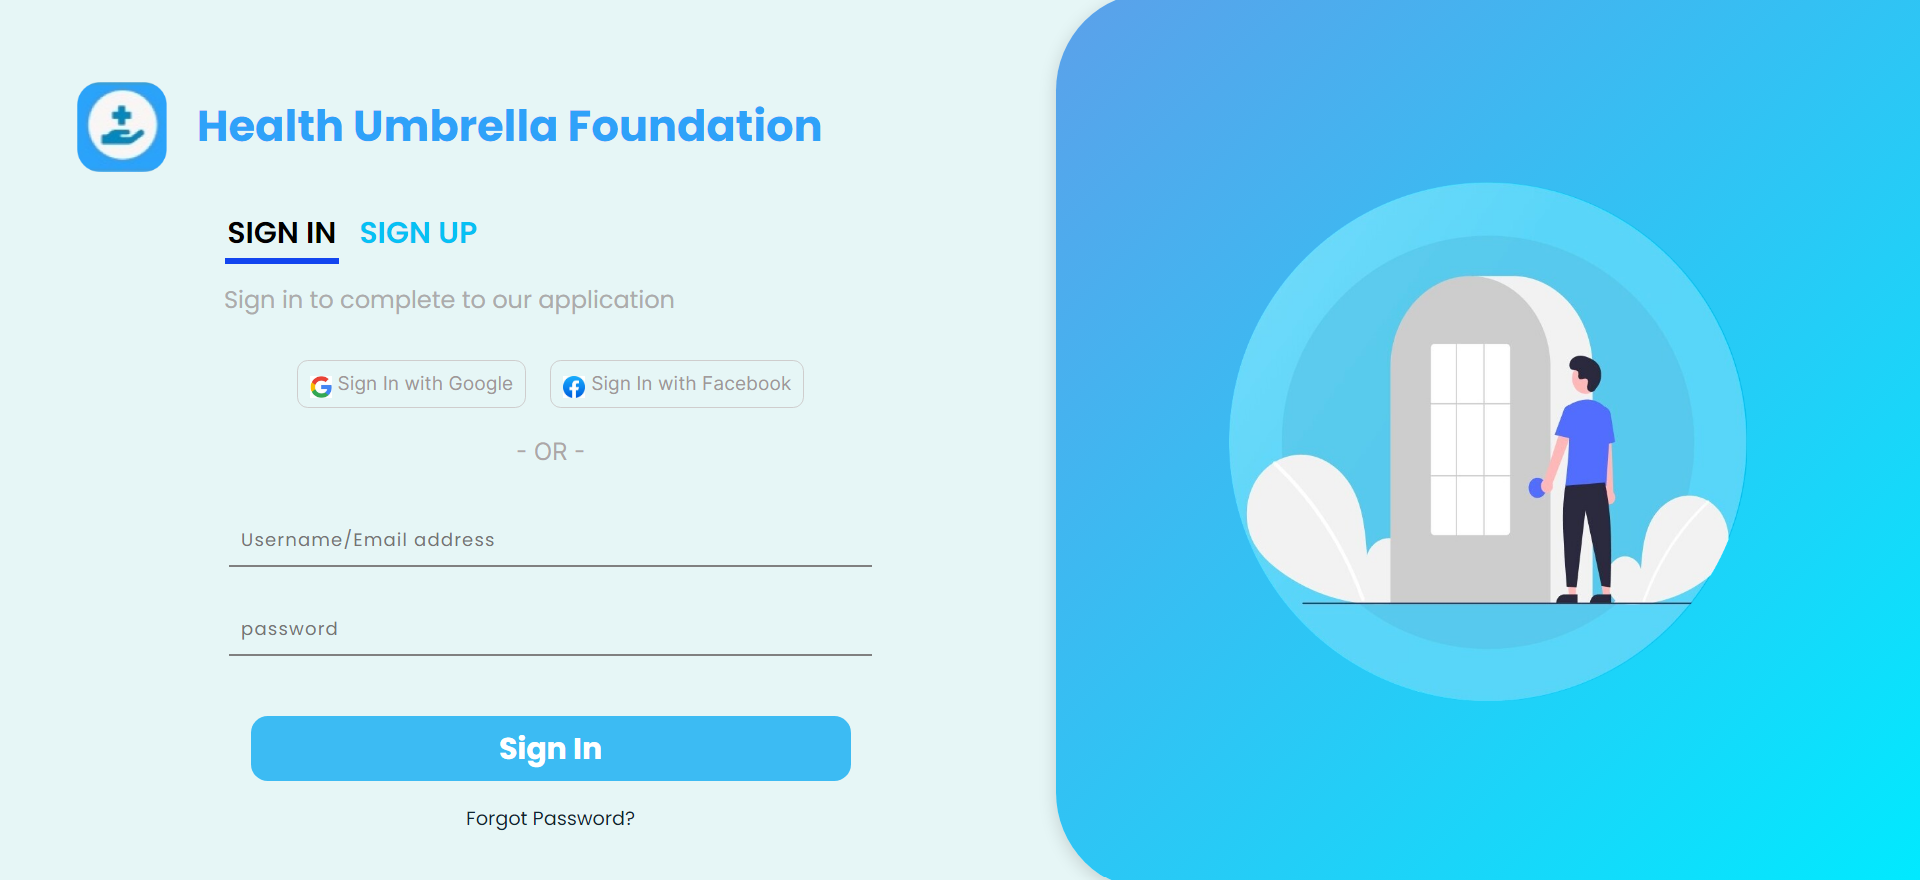 Health Umbrella Foundation
SIGN IN SIGN UP
Sign in to complete to our application
Sign In with Google Sign In with Facebook
- OR -
Username/Email address
password
Sign In
Forgot Password?